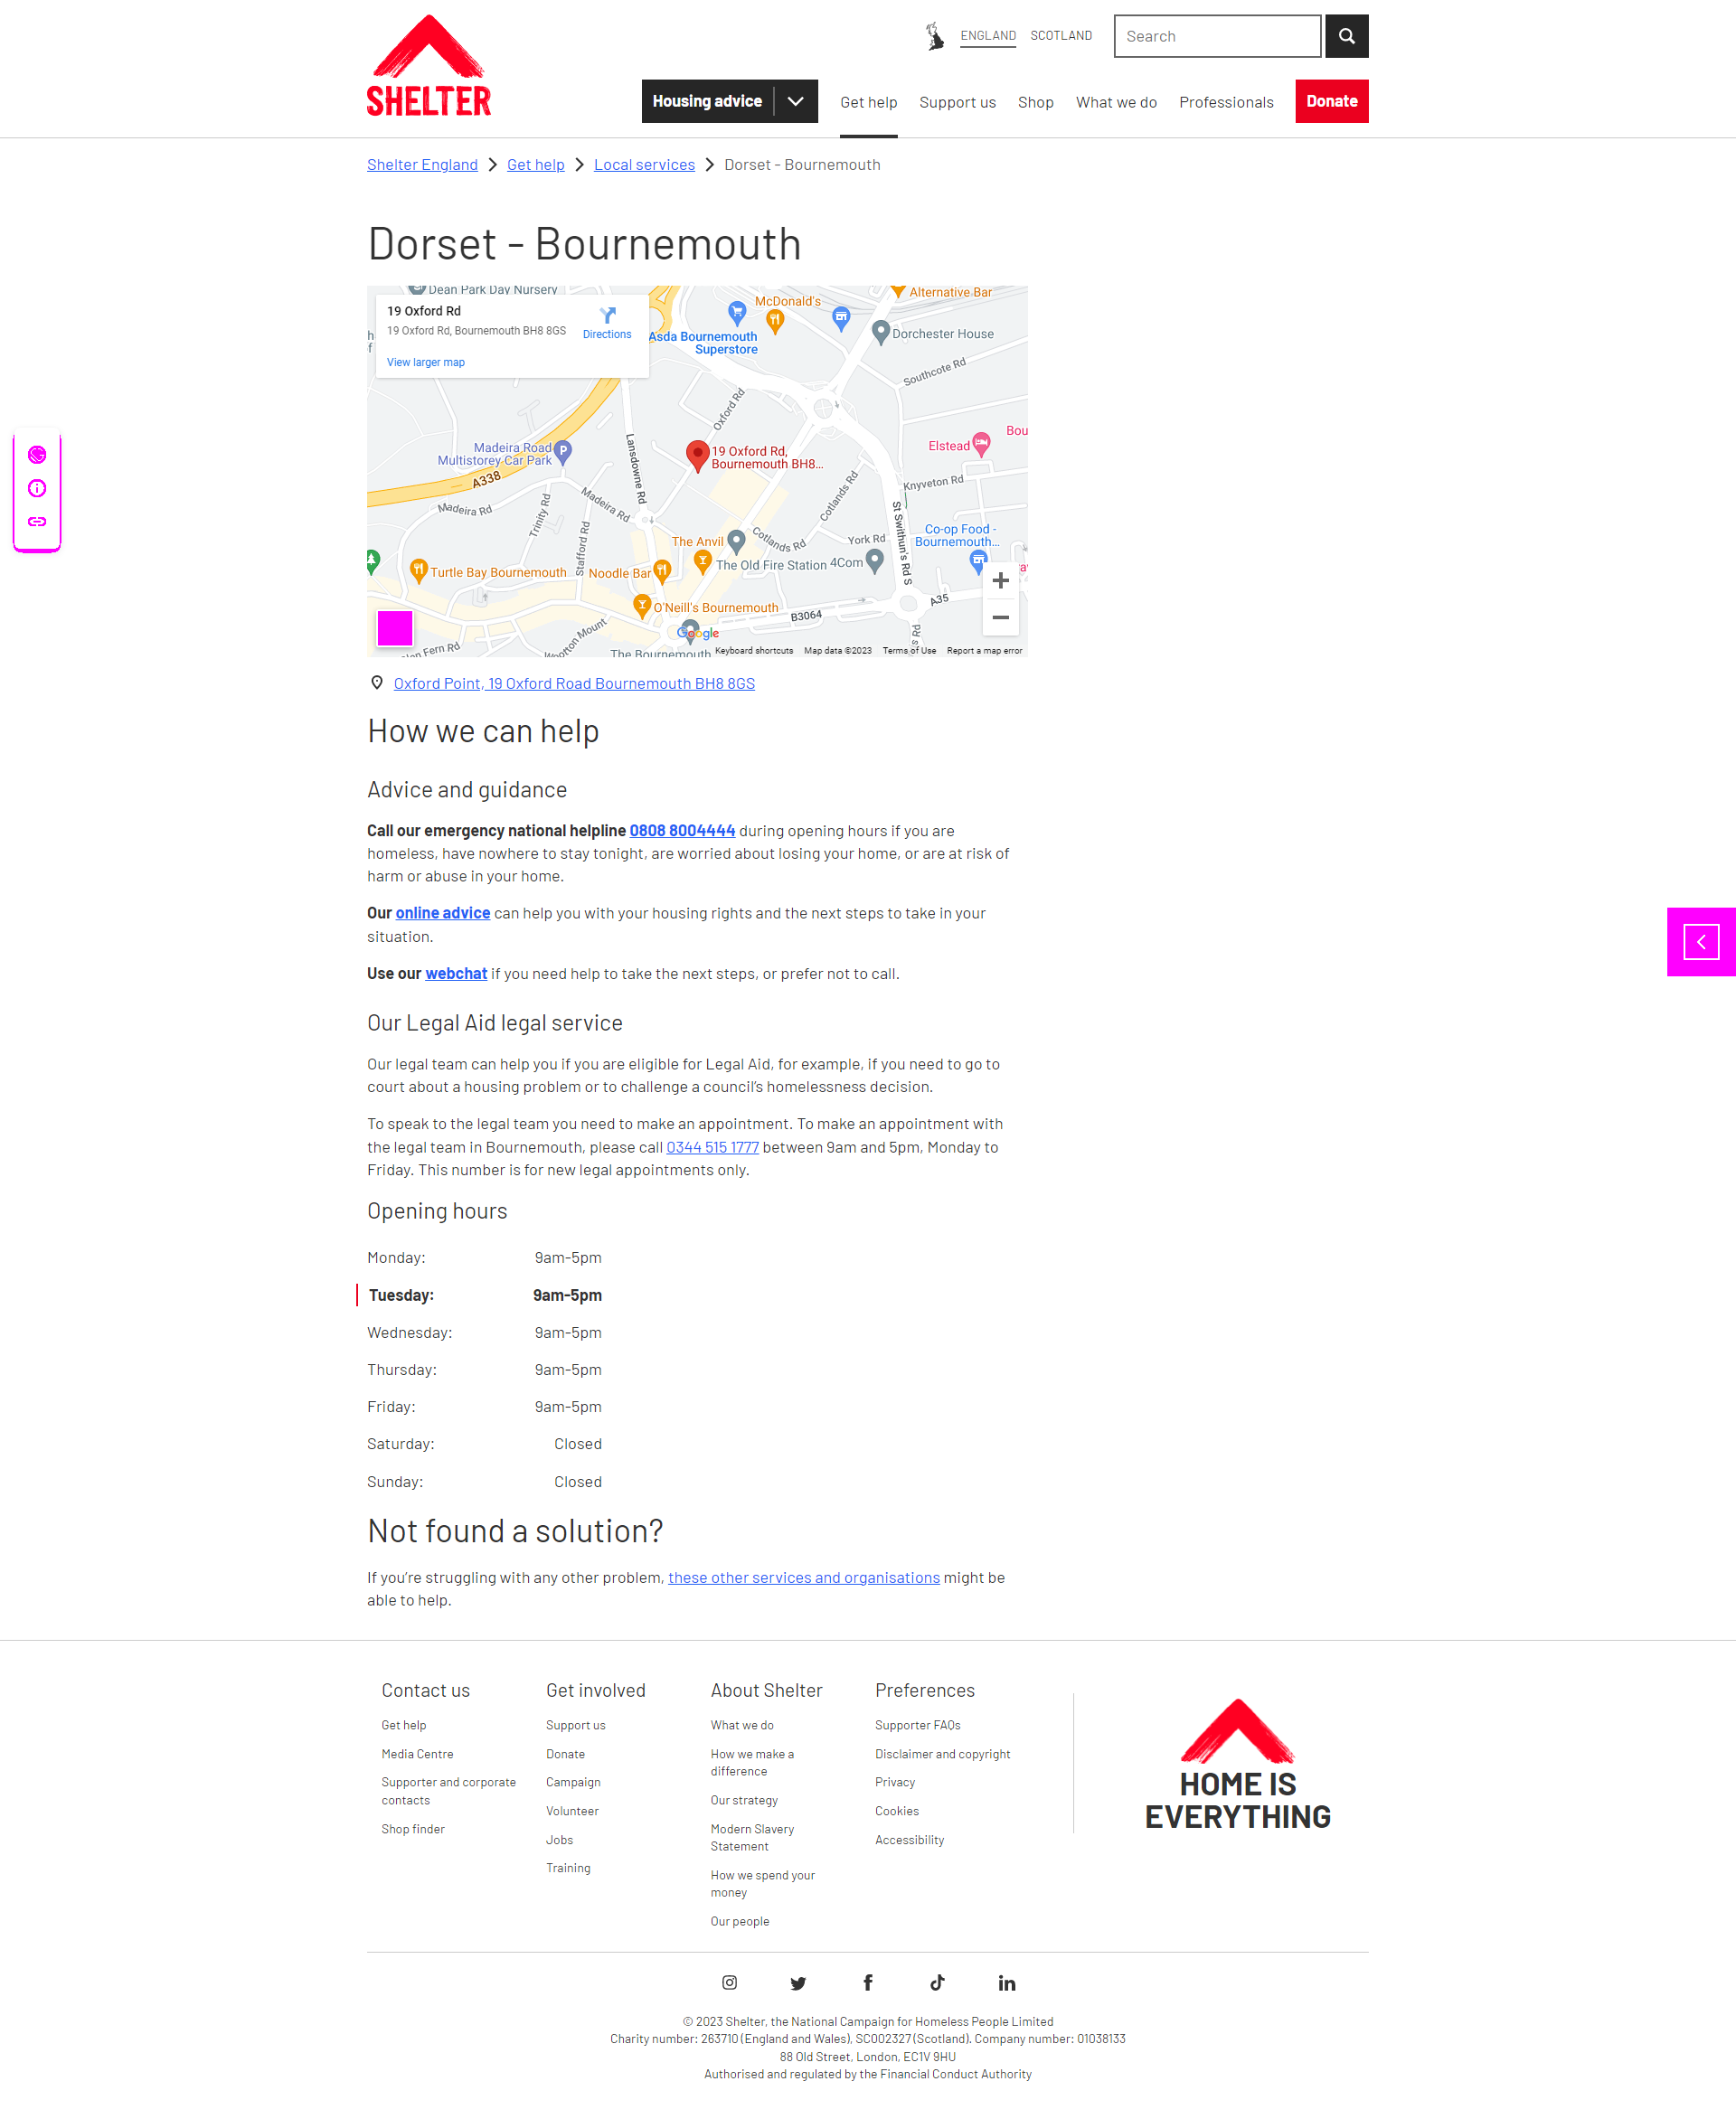 SHELTER
ENGLAND
SCOTLAND
Search
Housing advice
Get help
Support us
Shop
What we do
Professionals
Donate
Shelter England
Get help
Local services
Dorset - Bournemouth
Dorset - Bournemouth
Dean Park Day Nursery
19 Oxford Rd
19 Oxford Rd, Bournemouth BH8 8GS
Directions
View larger map
McDonald's
Alternative Bar
Asda Bournemouth
Superstore
Dorchester House
Southcote Rd
Oxford Rd
Madeira Road
Multistorey Car Park
Lansdowne Rd
19 Oxford Rd,
Bournemouth BH8...
Elstead
Bou
A338
Madeira Rd
Madeira Rd
Trinity Rd
Stafford Rd
Cotlands Rd
Knyveton Rd
St Swithun's Rd S
Co-op Food -
Bournemouth...
The Anvil
Cotlands Rd
York Rd
The Old Fire Station
4Com
Turtle Bay Bournemouth
Noodle Bar
O'Neill's Bournemouth
B3064
A35
Wootton Mount
len Fern Rd
The Bournemouth
Google
Keyboard shortcuts
Map data ©2023
Terms of Use
Report a map error
Oxford Point, 19 Oxford Road Bournemouth BH8 8GS
How we can help
Advice and guidance
Call our emergency national helpline 0808 8004444 during opening hours if you are
homeless, have nowhere to stay tonight, are worried about losing your home, or are at risk of
harm or abuse in your home.
Our online advice can help you with your housing rights and the next steps to take in your
situation.
Use our webchat if you need help to take the next steps, or prefer not to call.
Our Legal Aid legal service
Our legal team can help you if you are eligible for Legal Aid, for example, if you need to go to
court about a housing problem or to challenge a council’s homelessness decision.
To speak to the legal team you need to make an appointment. To make an appointment with
the legal team in Bournemouth, please call 0344 515 1777 between 9am and 5pm, Monday to
Friday. This number is for new legal appointments only.
Opening hours
Monday: 9am-5pm
Tuesday: 9am-5pm
Wednesday: 9am-5pm
Thursday: 9am-5pm
Friday: 9am-5pm
Saturday: Closed
Sunday: Closed
Not found a solution?
If you’re struggling with any other problem, these other services and organisations might be
able to help.
Contact us
Get help
Media Centre
Supporter and corporate
contacts
Shop finder
Get involved
Support us
Donate
Campaign
Volunteer
Jobs
Training
About Shelter
What we do
How we make a
difference
Our strategy
Modern Slavery
Statement
How we spend your
money
Our people
Preferences
Supporter FAQs
Disclaimer and copyright
Privacy
Cookies
Accessibility
HOME IS
EVERYTHING
© 2023 Shelter, the National Campaign for Homeless People Limited
Charity number: 263710 (England and Wales), SC002327 (Scotland). Company number: 01038133
88 Old Street, London, EC1V 9HU
Authorised and regulated by the Financial Conduct Authority